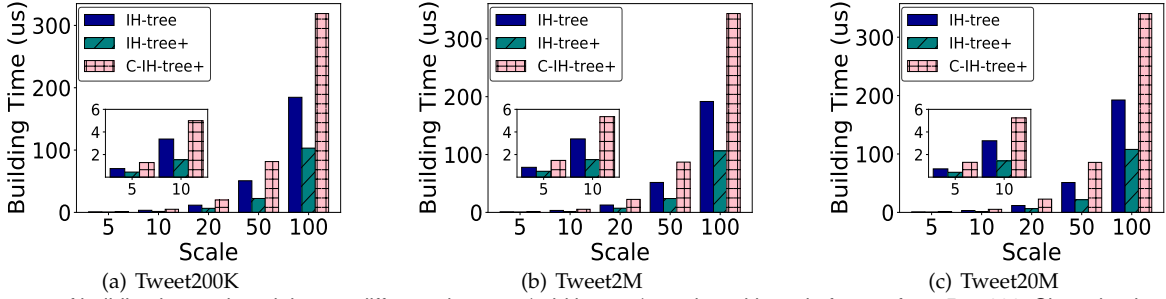 Building Time (us)
300
200
100
0
IH-tree
IH-tree+
C-IH-tree+
6
4
2
5 10
5 10 20 50 100
Scale
(a) Tweet200K
Building Time (us)
300
200
100
0
IH-tree
IH-tree+
C-IH-tree+
6
4
2
5 10
5 10 20 50 100
Scale
(b) Tweet2M
Building Time (us)
300
200
100
0
IH-tree
IH-tree+
C-IH-tree+
6
4
2
5 10
5 10 20 50 100
Scale
(c) Tweet20M